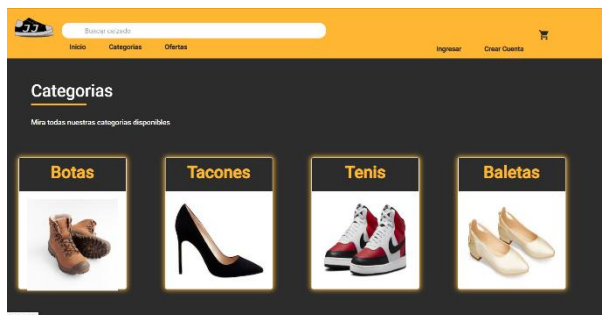 JJ
Buscar calzado
Inicio Categorias Ofertas
Ingresar Crear Cuenta
Categorias
Mira todas nuestras categorias disponibles
Botas Tacones Tenis Baletas